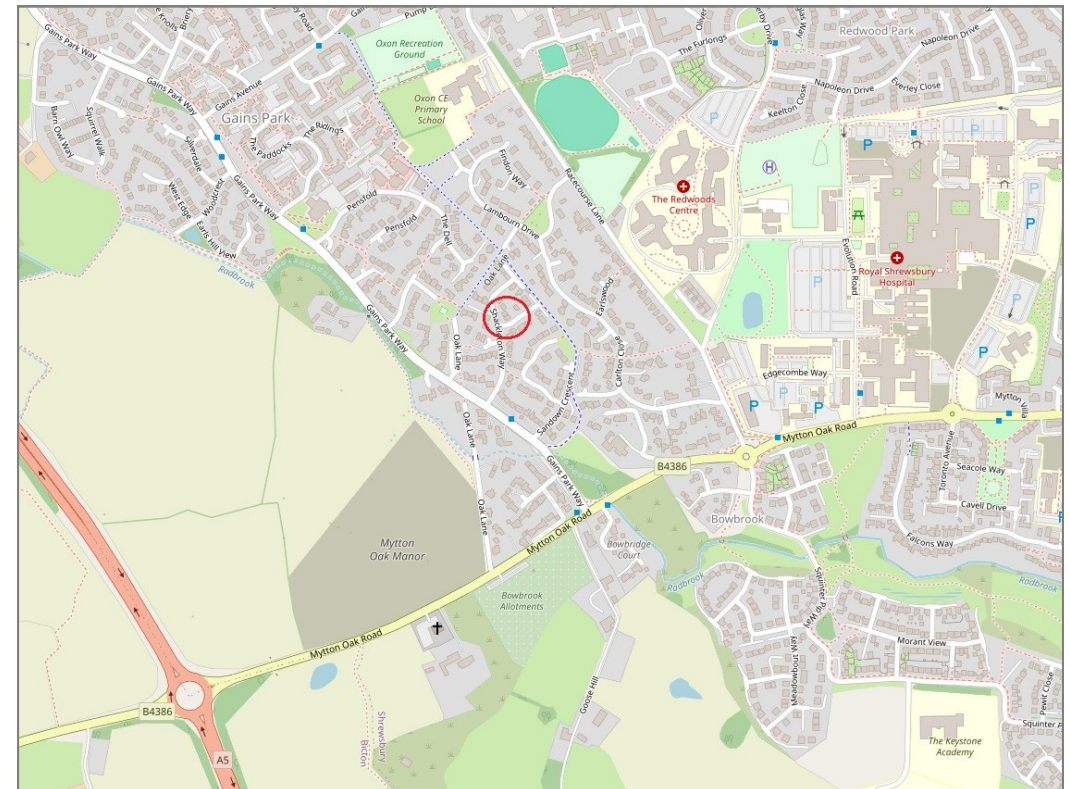 Gains Park Way
Knolls
Briery
Road
Pump
Oxon Recreation
Ground
The Furlongs
Redwood Park
Napoleon Drive
Napoleon Drive
Everley Close
Keelton Close
Gains Park Way
Gains Avenue
Gains Park
The Ridings
The Paddocks
Oxon CE
Primary
School
Barn Owl Way
Squirrel Walk
Silverdale
Woodcrest
West Edge
Earls Hill View
Gains Park Way
Pensfold
Pensfold
The Dell
Findon Way
Lambourn Drive
Racecourse Lane
The Redwoods
Centre
H
P
P
P
P
P
Evolution Road
Royal Shrewsbury
Hospital
P
P
P
Radbrook
Oak Lane
Earlswood
Shackleton Way
Gains Park Way
Oak Lane
Carlton Close
Sandown Crescent
Edgecombe Way
P
P
P
Mytton Villa
Oak Lane
Mytton Oak Road
B4386
Toronto Avenue
Seacole Way
Cavell Drive
Gains Park Way
Oak Lane
Bowbrook
Falcons Way
P
Mytton
Oak Manor
Mytton Oak Road
Bowbridge
Court
Radbrook
Radbrook
Bowbrook
Allotments
Squinter Pip Way
Morant View
Mytton Oak Road
Meadowbout Way
Goose Hill
Pewit Close
Squinter
B4386
A5
Shrewsbury
Bicton
The Keystone
Academy